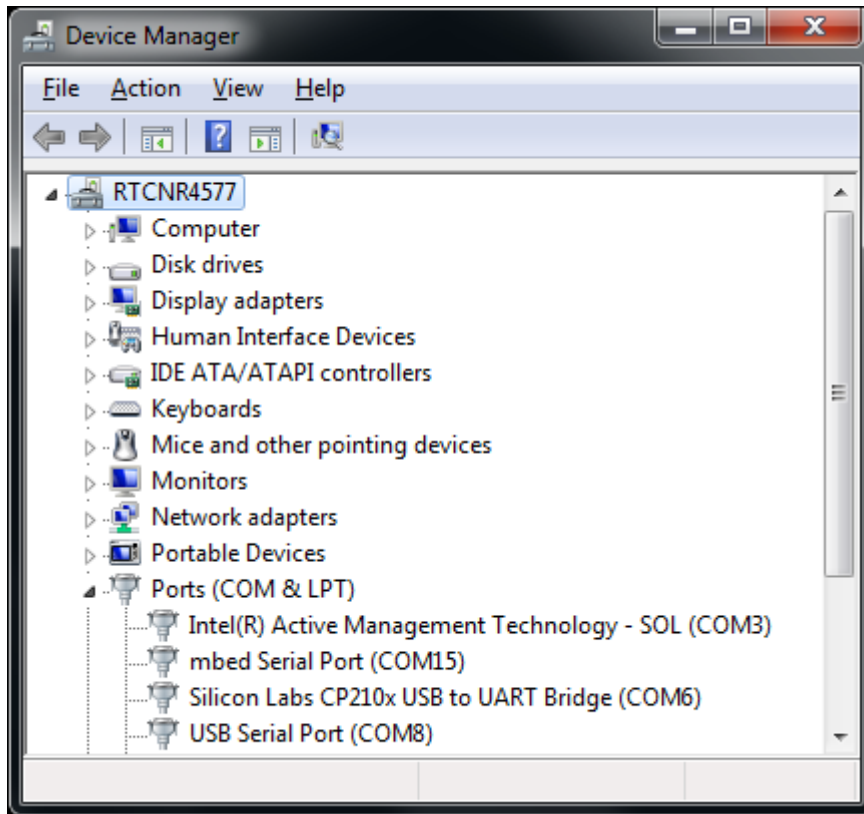 Device Manager
File Action View Help
RTCNR4577
Computer
Disk drives
Display adapters
Human Interface Devices
IDE ATA/ATAPI controllers
Keyboards
Mice and other pointing devices
Monitors
Network adapters
Portable Devices
Ports (COM & LPT)
Intel(R) Active Management Technology - SOL (COM3)
mbed Serial Port (COM15)
Silicon Labs CP210x USB to UART Bridge (COM6)
USB Serial Port (COM8)